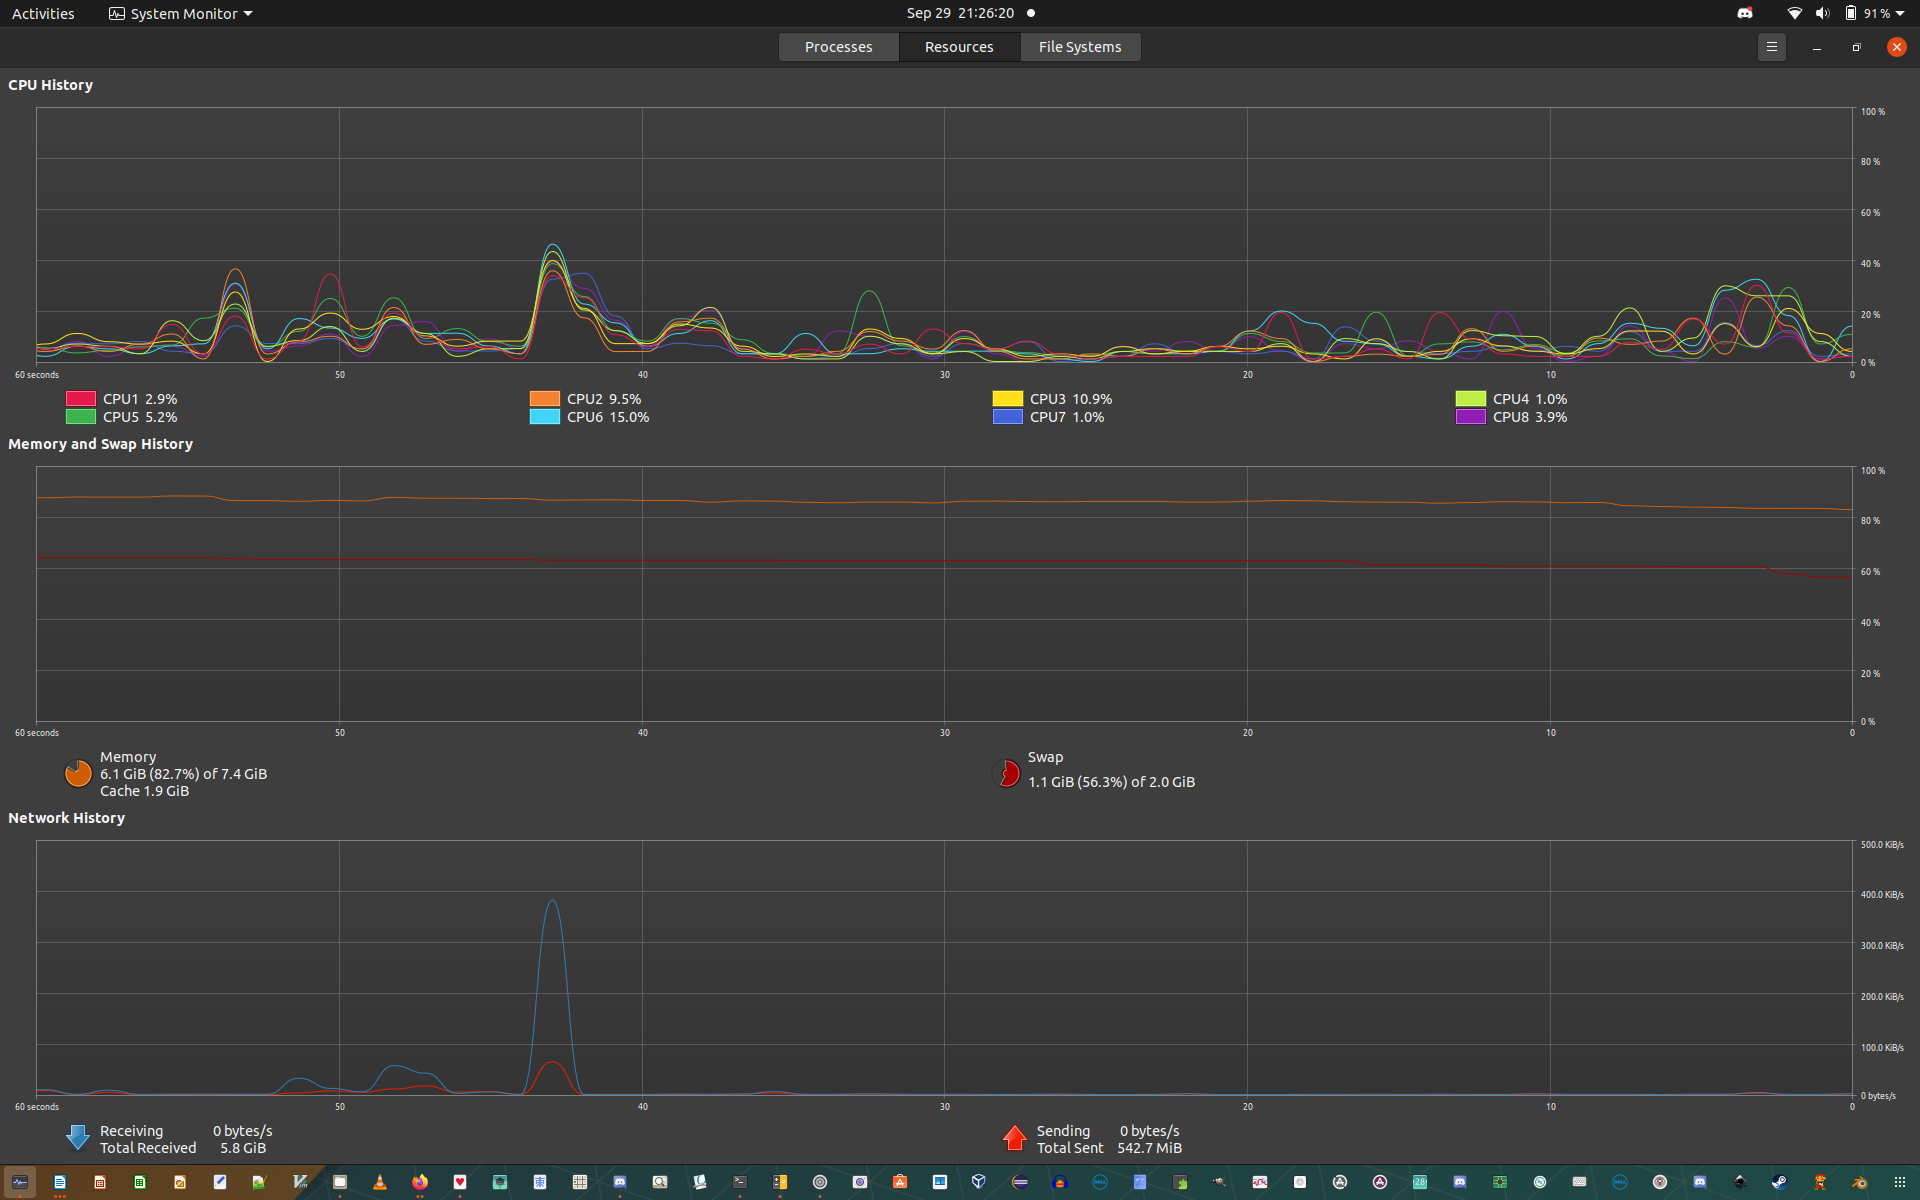 Activities System Monitor Sep 29 21:26:20 91 %
Processes Resources File Systems
CPU History
100 %
80 %
60 %
40 %
20 %
0 %
60 seconds 50 40 30 20 10 0
CPU1 2.9% CPU2 9.5% CPU3 10.9% CPU4 1.0%
CPU5 5.2% CPU6 15.0% CPU7 1.0% CPU8 3.9%
Memory and Swap History
100 %
80 %
60 %
40 %
20 %
0 %
60 seconds 50 40 30 20 10 0
Memory
6.1 GiB (82.7%) of 7.4 GiB
Cache 1.9 GiB
Swap
1.1 GiB (56.3%) of 2.0 GiB
Network History
500.0 KiB/s
400.0 KiB/s
300.0 KiB/s
200.0 KiB/s
100.0 KiB/s
0 bytes/s
60 seconds 50 40 30 20 10 0
Receiving 0 bytes/s
Total Received 5.8 GiB
Sending 0 bytes/s
Total Sent 542.7 MiB